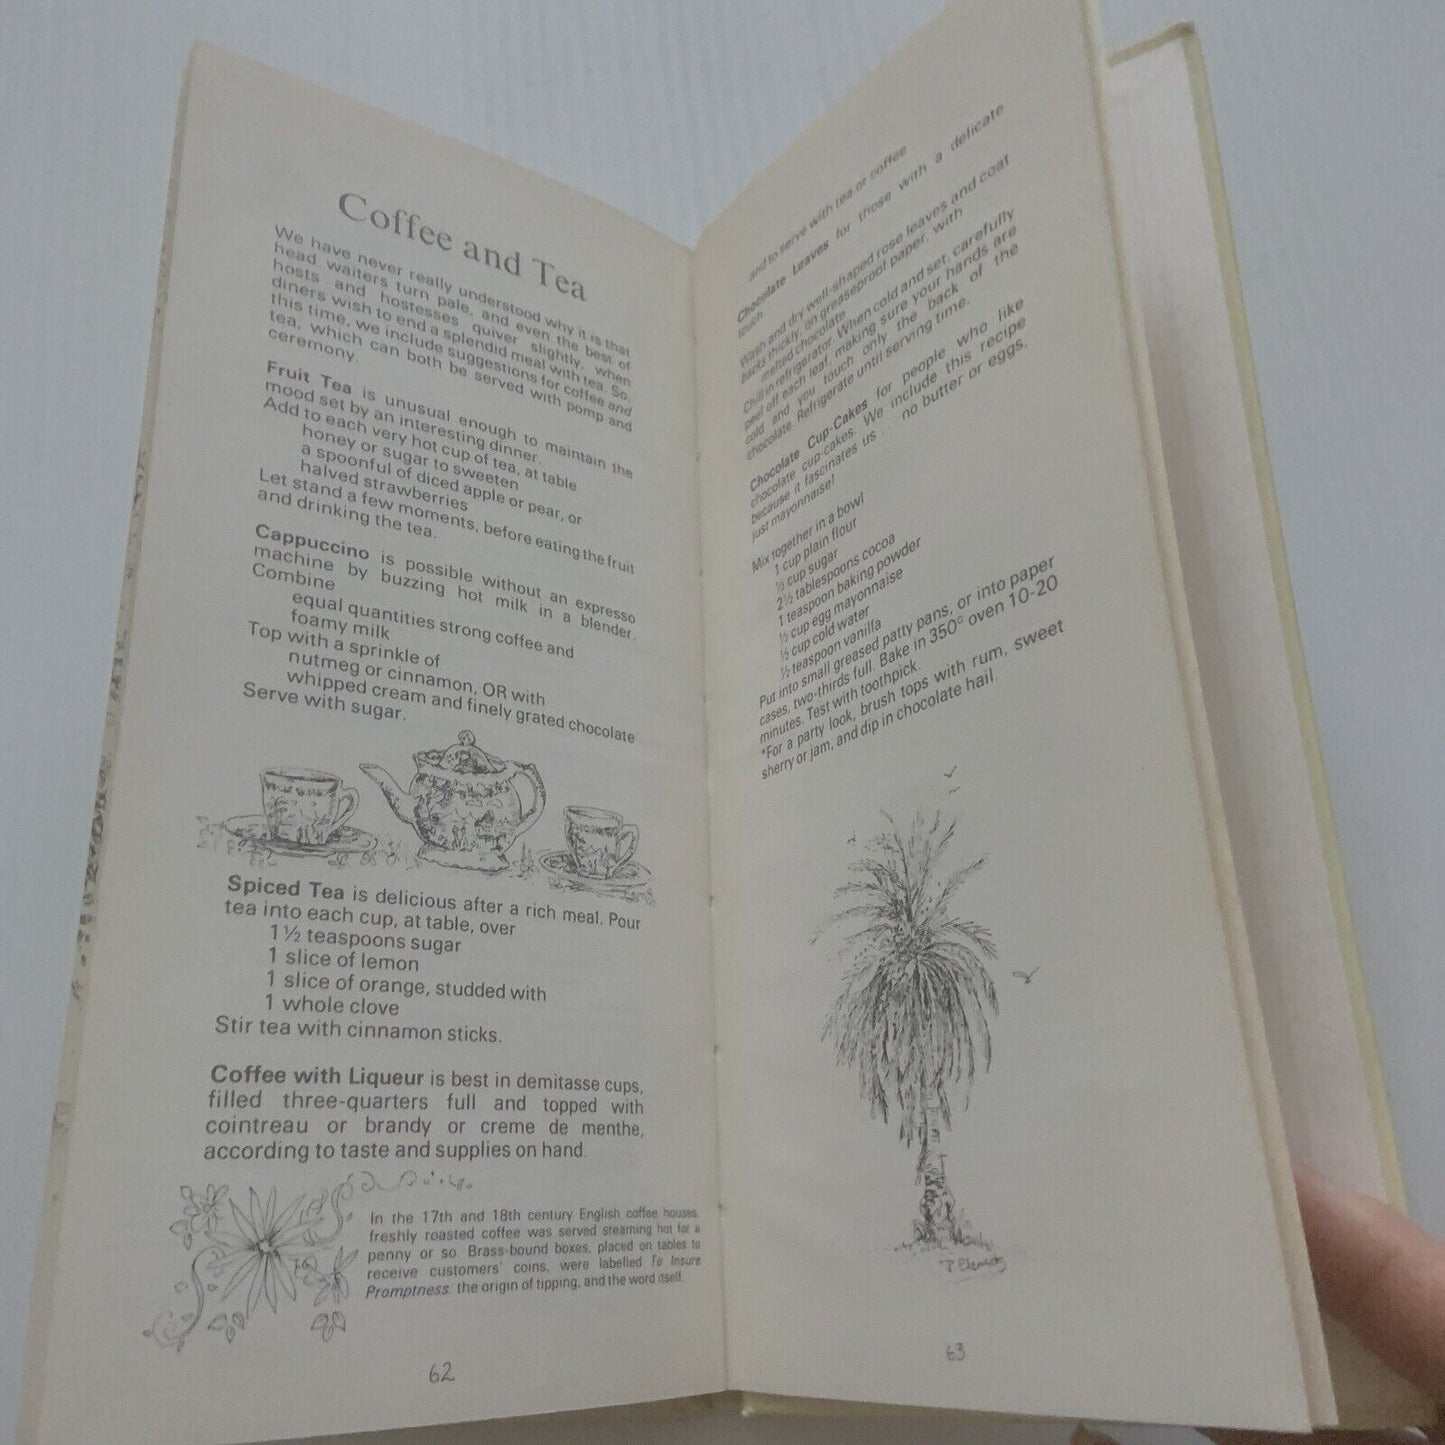 Coffee and Tea
We have never really understood why it is that
head waiters turn pale, and even the best of
hosts and hostesses quiver slightly, when
diners wish to end a splendid meal with tea. So,
this time, we include suggestions for coffee and
tea, which can both be served with pomp and
ceremony.
Fruit Tea is unusual enough to maintain the
mood set by an interesting dinner.
Add to each very hot cup of tea, at table
honey or sugar to sweeten
a spoonful of diced apple or pear, or
halved strawberries
Let stand a few moments, before eating the fruit
and drinking the tea.
Cappuccino is possible without an expresso
machine by buzzing hot milk in a blender.
Combine
equal quantities strong coffee and
foamy milk
Top with a sprinkle of
nutmeg or cinnamon, OR with
whipped cream and finely grated chocolate
Serve with sugar.
Spiced Tea is delicious after a rich meal. Pour
tea into each cup, at table, over
1½ teaspoons sugar
1 slice of lemon
1 slice of orange, studded with
1 whole clove
Stir tea with cinnamon sticks.
Coffee with Liqueur is best in demitasse cups,
filled three-quarters full and topped with
cointreau or brandy or creme de menthe,
according to taste and supplies on hand.
In the 17th and 18th century English coffee houses,
freshly roasted coffee was served steaming hot for a
penny or so. Brass-bound boxes, placed on tables to
receive customers' coins, were labelled To Insure
Promptness, the origin of tipping, and the word itself.
62
and to serve with tea or coffee
Chocolate Leaves for those with a delicate
touch
Wash and dry well-shaped rose leaves and coat
backs thickly, on greaseproof paper, with
melted chocolate
Chill in refrigerator. When cold and set, carefully
peel off each leaf, making sure your hands are
cold and you touch only the back of the
chocolate. Refrigerate until serving time.
Chocolate Cup-Cakes for people who like
chocolate cup-cakes. We include this recipe
because it fascinates us . . . no butter or eggs,
just mayonnaise!
Mix together in a bowl
1 cup plain flour
½ cup sugar
2½ tablespoons cocoa
1 teaspoon baking powder
½ cup egg mayonnaise
½ cup cold water
½ teaspoon vanilla
Put into small greased patty pans, or into paper
cases, two-thirds full. Bake in 350° oven 10-20
minutes. Test with toothpick.
*For a party look, brush tops with rum, sweet
sherry or jam, and dip in chocolate hail.
63